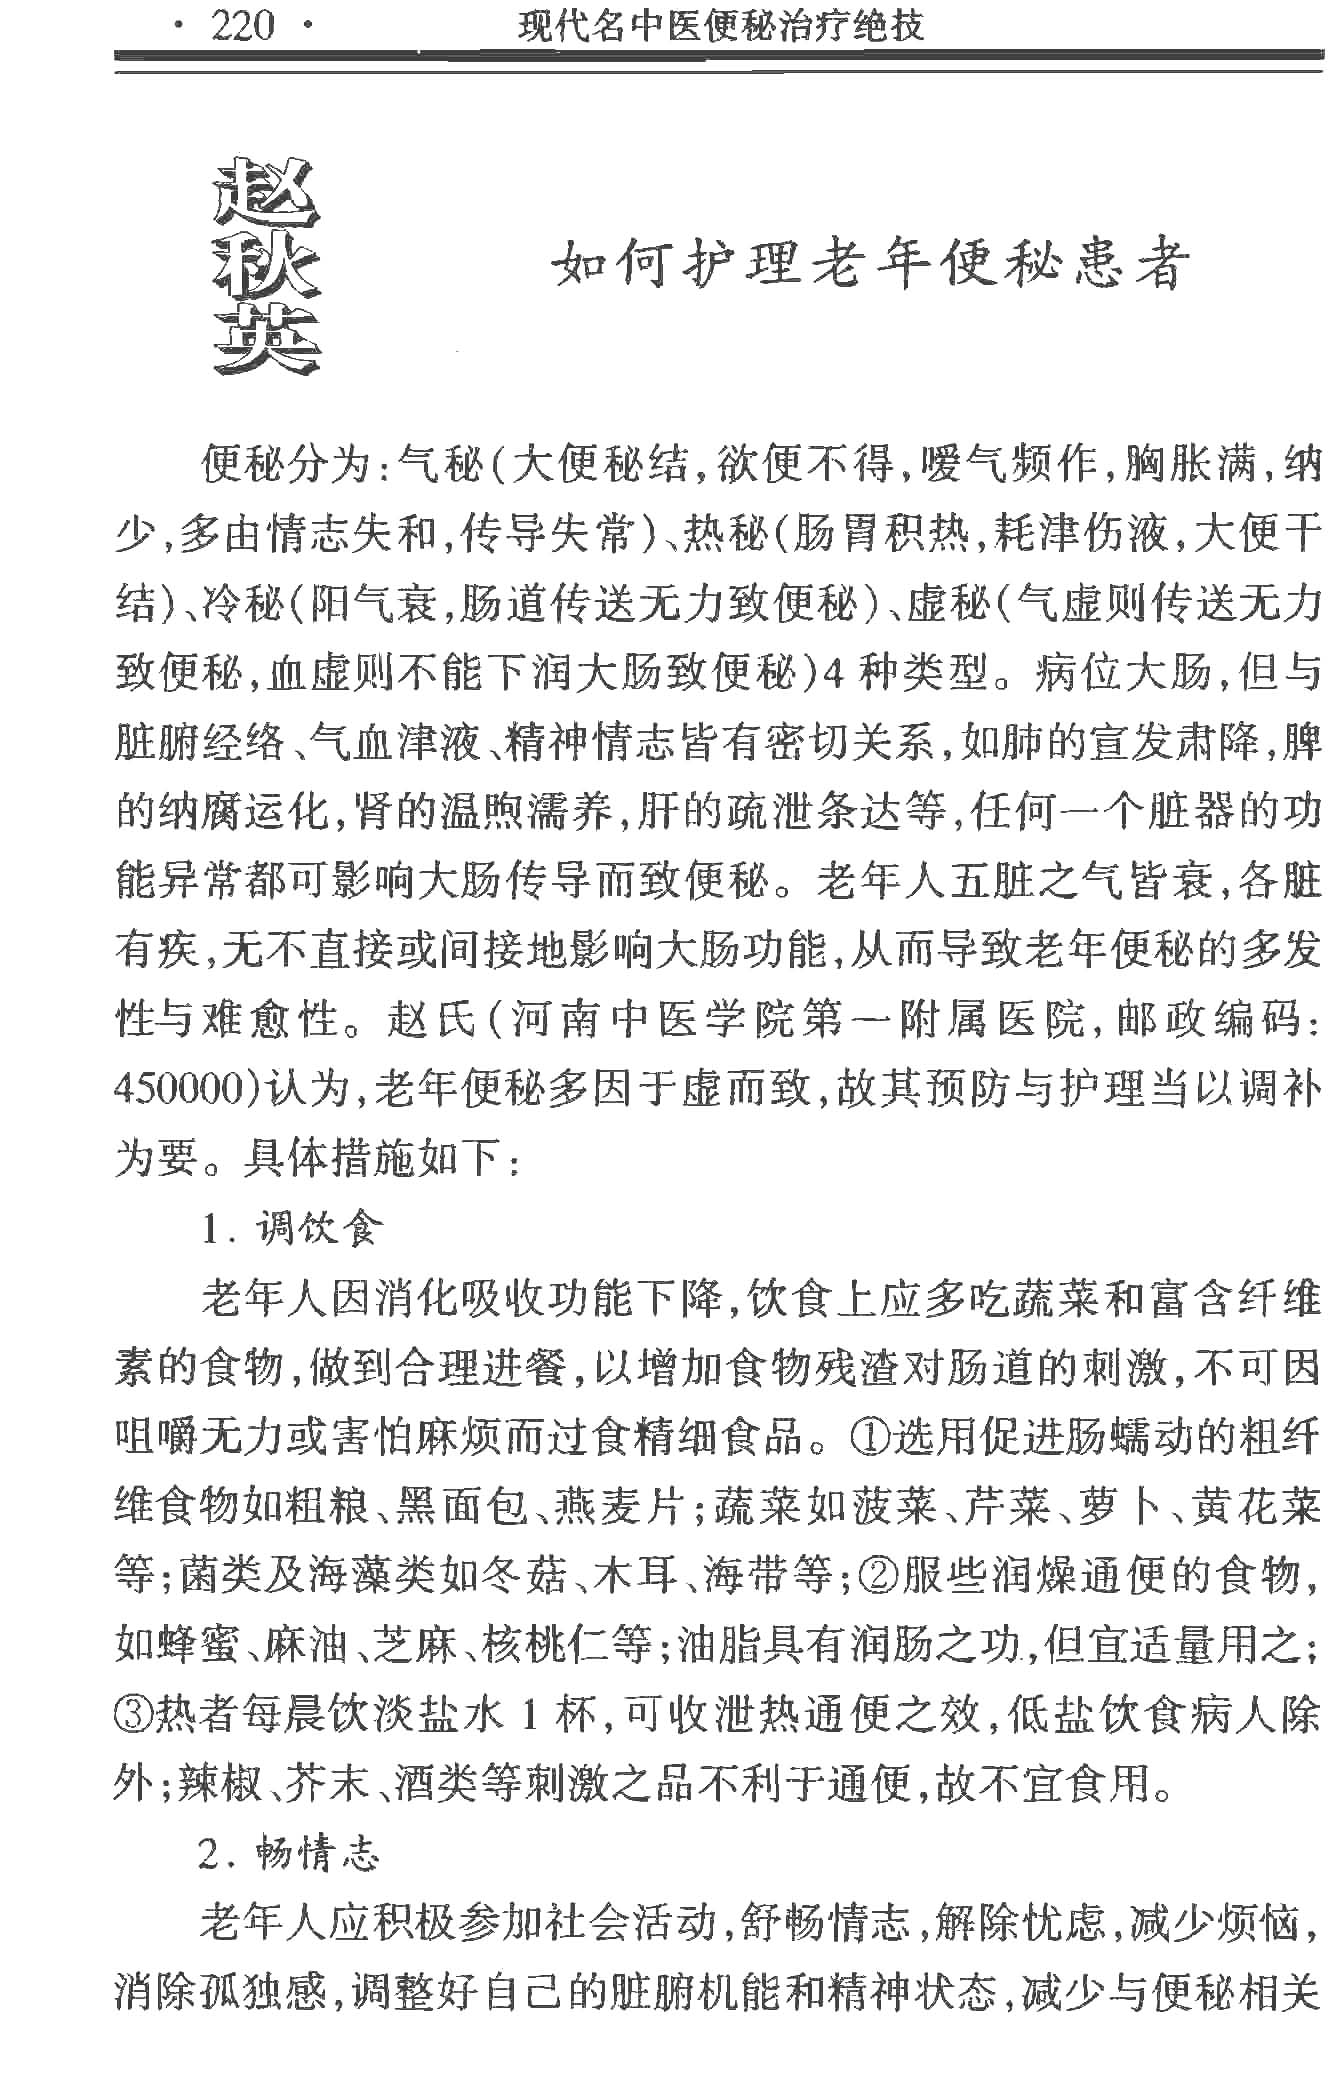 · 220 ·
现代名中医便秘治疗绝技
赵秋英
如何护理老年便秘患者
便秘分为:气秘(大便秘结,欲便不得,嗳气频作,胸胀满,纳
少,多由情志失和,传导失常)、热秘(肠胃积热,耗津伤液,大便干
结)、冷秘(阳气衰,肠道传送无力致便秘)、虚秘(气虚则传送无力
致便秘,血虚则不能下润大肠致便秘)4 种类型。病位大肠,但与
脏腑经络、气血津液、精神情志皆有密切关系,如肺的宣发肃降,脾
的纳腐运化,肾的温煦濡养,肝的疏泄条达等,任何一个脏器的功
能异常都可影响大肠传导而致便秘。老年人五脏之气皆衰,各脏
有疾,无不直接或间接地影响大肠功能,从而导致老年便秘的多发
性与难愈性。赵氏(河南中医学院第一附属医院,邮政编码:
450000)认为,老年便秘多因于虚而致,故其预防与护理当以调补
为要。具体措施如下:
1. 调饮食
老年人因消化吸收功能下降,饮食上应多吃蔬菜和富含纤维
素的食物,做到合理进餐,以增加食物残渣对肠道的刺激,不可因
咀嚼无力或害怕麻烦而过食精细食品。①选用促进肠蠕动的粗纤
维食物如粗粮、黑面包、燕麦片;蔬菜如菠菜、芹菜、萝卜、黄花菜
等;菌类及海藻类如冬菇、木耳、海带等;②服些润燥通便的食物,
如蜂蜜、麻油、芝麻、核桃仁等;油脂具有润肠之功,但宜适量用之;
③热者每晨饮淡盐水 1 杯,可收泄热通便之效,低盐饮食病人除
外;辣椒、芥末、酒类等刺激之品不利于通便,故不宜食用。
2. 畅情志
老年人应积极参加社会活动,舒畅情志,解除忧虑,减少烦恼,
消除孤独感,调整好自己的脏腑机能和精神状态,减少与便秘相关